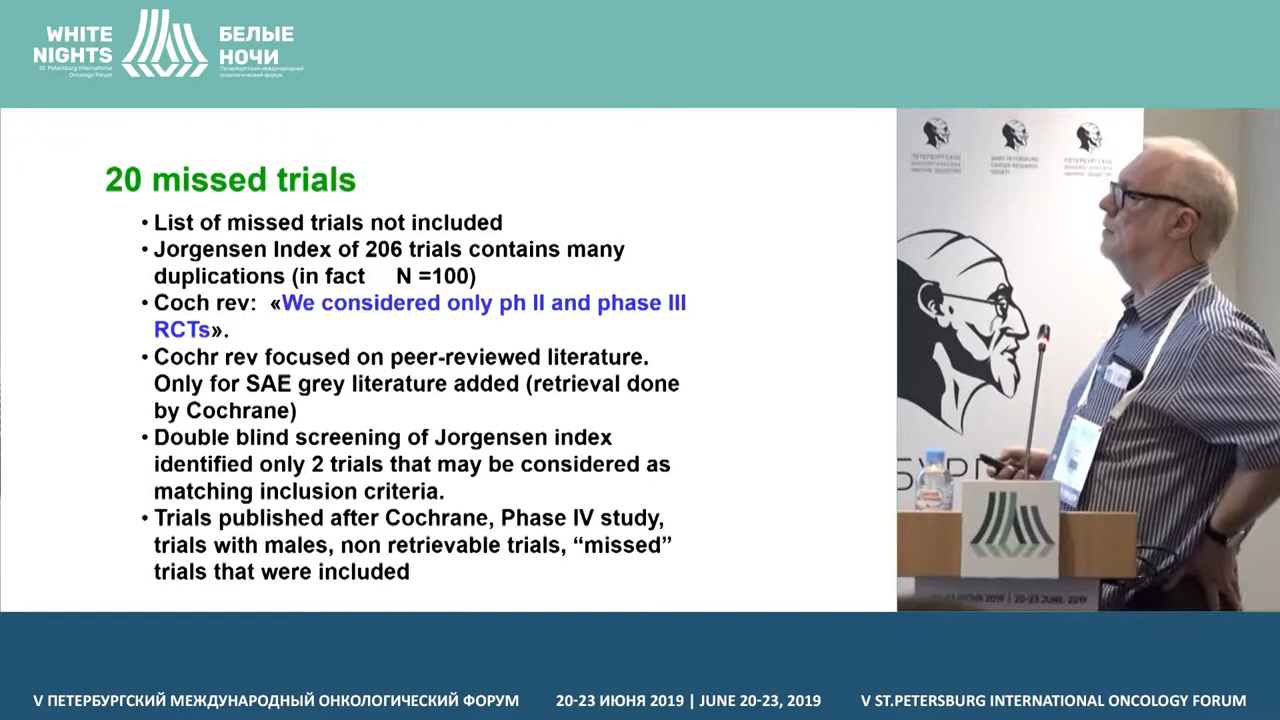 WHITE
NIGHTS
St. Petersburg International
Oncology Forum
БЕЛЫЕ
НОЧИ
Петербургский международный
онкологический форум
20 missed trials
• List of missed trials not included
• Jorgensen Index of 206 trials contains many
duplications (in fact N =100)
• Coch rev: «We considered only ph II and phase III
RCTs».
• Cochr rev focused on peer-reviewed literature.
Only for SAE grey literature added (retrieval done
by Cochrane)
• Double blind screening of Jorgensen index
identified only 2 trials that may be considered as
matching inclusion criteria.
• Trials published after Cochrane, Phase IV study,
trials with males, non retrievable trials, “missed”
trials that were included
20-23 JUNE, 2019
V ПЕТЕРБУРГСКИЙ МЕЖДУНАРОДНЫЙ ОНКОЛОГИЧЕСКИЙ ФОРУМ
20-23 ИЮНЯ 2019 | JUNE 20-23, 2019
V ST.PETERSBURG INTERNATIONAL ONCOLOGY FORUM